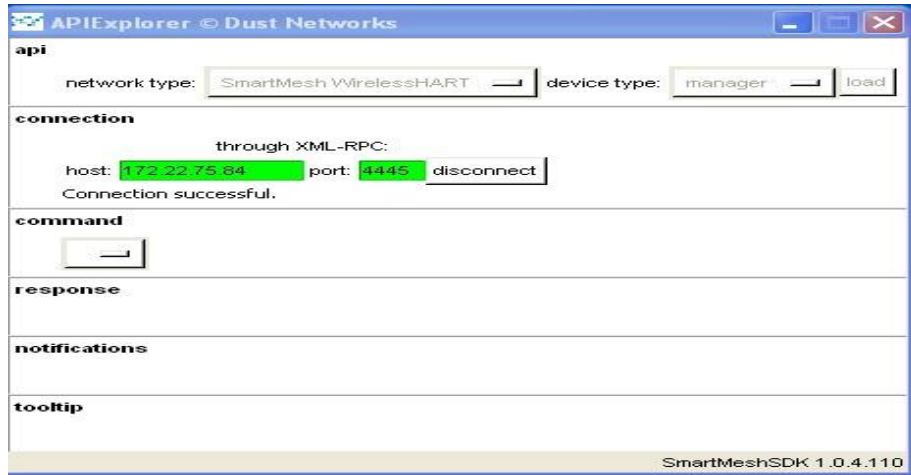 APIExplorer © Dust Networks
api
network type: SmartMesh WirelessHART device type: manager load
connection
through XML-RPC:
host: 172.22.75.84 port: 4445 disconnect
Connection successful.
command
response
notifications
tooltip
SmartMeshSDK 1.0.4.110